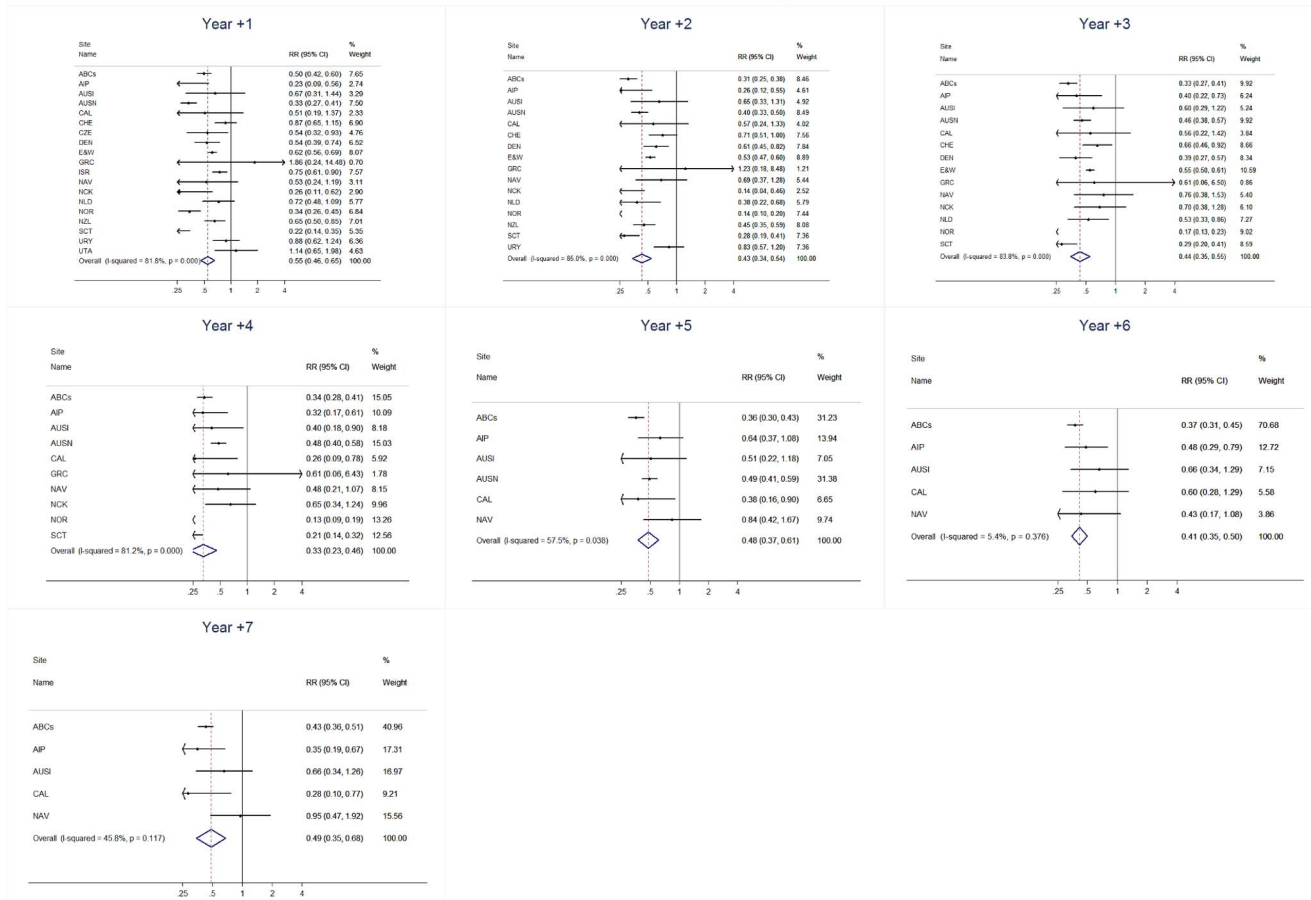 Year +1
Site %
Name RR (95% CI) Weight
ABCs 0.50 (0.42, 0.60) 7.65
AIP 0.23 (0.09, 0.56) 2.74
AUSI 0.67 (0.31, 1.44) 3.29
AUSN 0.33 (0.27, 0.41) 7.50
CAL 0.51 (0.19, 1.37) 2.33
CHE 0.87 (0.65, 1.15) 6.90
CZE 0.54 (0.32, 0.93) 4.76
DEN 0.54 (0.39, 0.74) 6.52
E&W 0.62 (0.56, 0.69) 8.07
GRC 1.86 (0.24, 14.48) 0.70
ISR 0.75 (0.61, 0.90) 7.57
NAV 0.53 (0.24, 1.19) 3.11
NCK 0.26 (0.11, 0.62) 2.90
NLD 0.72 (0.48, 1.09) 5.77
NOR 0.34 (0.26, 0.45) 6.84
NZL 0.65 (0.50, 0.85) 7.01
SCT 0.22 (0.14, 0.35) 5.35
URY 0.88 (0.62, 1.24) 6.36
UTA 1.14 (0.65, 1.98) 4.63
Overall (I-squared = 81.8%, p = 0.000) 0.55 (0.46, 0.65) 100.00
.25 .5 1 2 4
Year +2
Site %
Name RR (95% CI) Weight
ABCs 0.31 (0.25, 0.38) 8.46
AIP 0.26 (0.12, 0.55) 4.61
AUSI 0.65 (0.33, 1.31) 4.92
AUSN 0.40 (0.33, 0.50) 8.49
CAL 0.57 (0.24, 1.33) 4.02
CHE 0.71 (0.51, 1.00) 7.56
DEN 0.61 (0.45, 0.82) 7.84
E&W 0.53 (0.47, 0.60) 8.89
GRC 1.23 (0.18, 8.48) 1.21
NAV 0.69 (0.37, 1.28) 5.44
NCK 0.14 (0.04, 0.46) 2.52
NLD 0.38 (0.22, 0.68) 5.79
NOR 0.14 (0.10, 0.20) 7.44
NZL 0.45 (0.35, 0.59) 8.08
SCT 0.28 (0.19, 0.41) 7.36
URY 0.83 (0.57, 1.20) 7.36
Overall (I-squared = 85.0%, p = 0.000) 0.43 (0.34, 0.54) 100.00
.25 .5 1 2 4
Year +3
Site %
Name RR (95% CI) Weight
ABCs 0.33 (0.27, 0.41) 9.92
AIP 0.40 (0.22, 0.73) 6.24
AUSI 0.60 (0.29, 1.22) 5.24
AUSN 0.46 (0.38, 0.57) 9.92
CAL 0.56 (0.22, 1.42) 3.84
CHE 0.66 (0.46, 0.92) 8.66
DEN 0.39 (0.27, 0.57) 8.34
E&W 0.55 (0.50, 0.61) 10.59
GRC 0.61 (0.06, 6.50) 0.86
NAV 0.76 (0.38, 1.53) 5.40
NCK 0.70 (0.38, 1.28) 6.10
NLD 0.53 (0.33, 0.86) 7.27
NOR 0.17 (0.13, 0.23) 9.02
SCT 0.29 (0.20, 0.41) 8.59
Overall (I-squared = 83.8%, p = 0.000) 0.44 (0.35, 0.55) 100.00
.25 .5 1 2 4
Year +4
Site %
Name RR (95% CI) Weight
ABCs 0.34 (0.28, 0.41) 15.05
AIP 0.32 (0.17, 0.61) 10.09
AUSI 0.40 (0.18, 0.90) 8.18
AUSN 0.48 (0.40, 0.58) 15.03
CAL 0.26 (0.09, 0.78) 5.92
GRC 0.61 (0.06, 6.43) 1.78
NAV 0.48 (0.21, 1.07) 8.15
NCK 0.65 (0.34, 1.24) 9.96
NOR 0.13 (0.09, 0.19) 13.26
SCT 0.21 (0.14, 0.32) 12.56
Overall (I-squared = 81.2%, p = 0.000) 0.33 (0.23, 0.46) 100.00
.25 .5 1 2 4
Year +5
Site %
Name RR (95% CI) Weight
ABCs 0.36 (0.30, 0.43) 31.23
AIP 0.64 (0.37, 1.08) 13.94
AUSI 0.51 (0.22, 1.18) 7.05
AUSN 0.49 (0.41, 0.59) 31.38
CAL 0.38 (0.16, 0.90) 6.65
NAV 0.84 (0.42, 1.67) 9.74
Overall (I-squared = 57.5%, p = 0.038) 0.48 (0.37, 0.61) 100.00
.25 .5 1 2 4
Year +6
Site %
Name RR (95% CI) Weight
ABCs 0.37 (0.31, 0.45) 70.68
AIP 0.48 (0.29, 0.79) 12.72
AUSI 0.66 (0.34, 1.29) 7.15
CAL 0.60 (0.28, 1.29) 5.58
NAV 0.43 (0.17, 1.08) 3.86
Overall (I-squared = 5.4%, p = 0.376) 0.41 (0.35, 0.50) 100.00
.25 .5 1 2 4
Year +7
Site %
Name RR (95% CI) Weight
ABCs 0.43 (0.36, 0.51) 40.96
AIP 0.35 (0.19, 0.67) 17.31
AUSI 0.66 (0.34, 1.26) 16.97
CAL 0.28 (0.10, 0.77) 9.21
NAV 0.95 (0.47, 1.92) 15.56
Overall (I-squared = 45.8%, p = 0.117) 0.49 (0.35, 0.68) 100.00
.25 .5 1 2 4